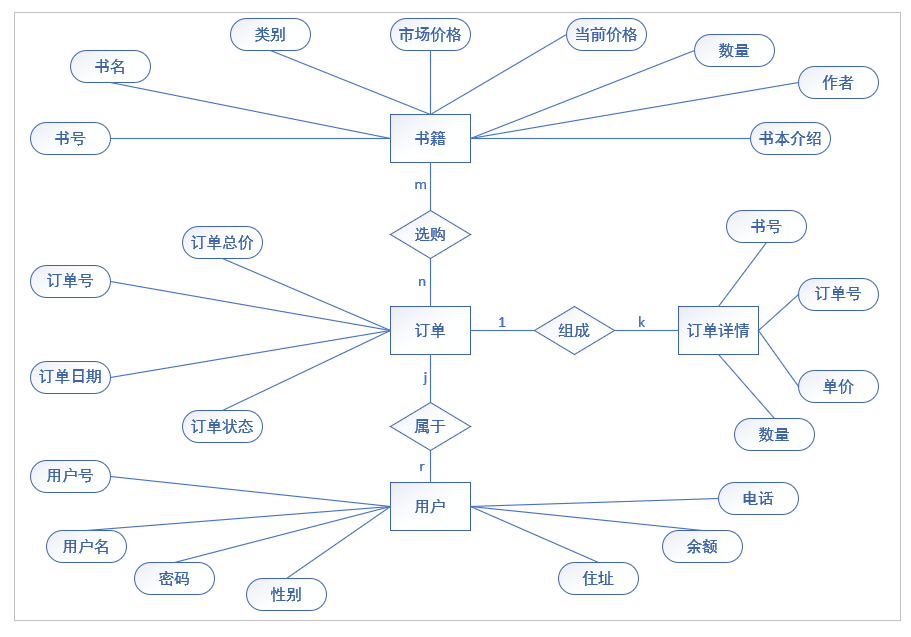 类别
市场价格
当前价格
数量
书名
作者
书号
书籍
书本介绍
m
选购
书号
订单总价
订单号
n
订单号
订单
1
组成
k
订单详情
订单日期
j
单价
订单状态
属于
数量
用户号
r
用户
电话
用户名
余额
密码
住址
性别